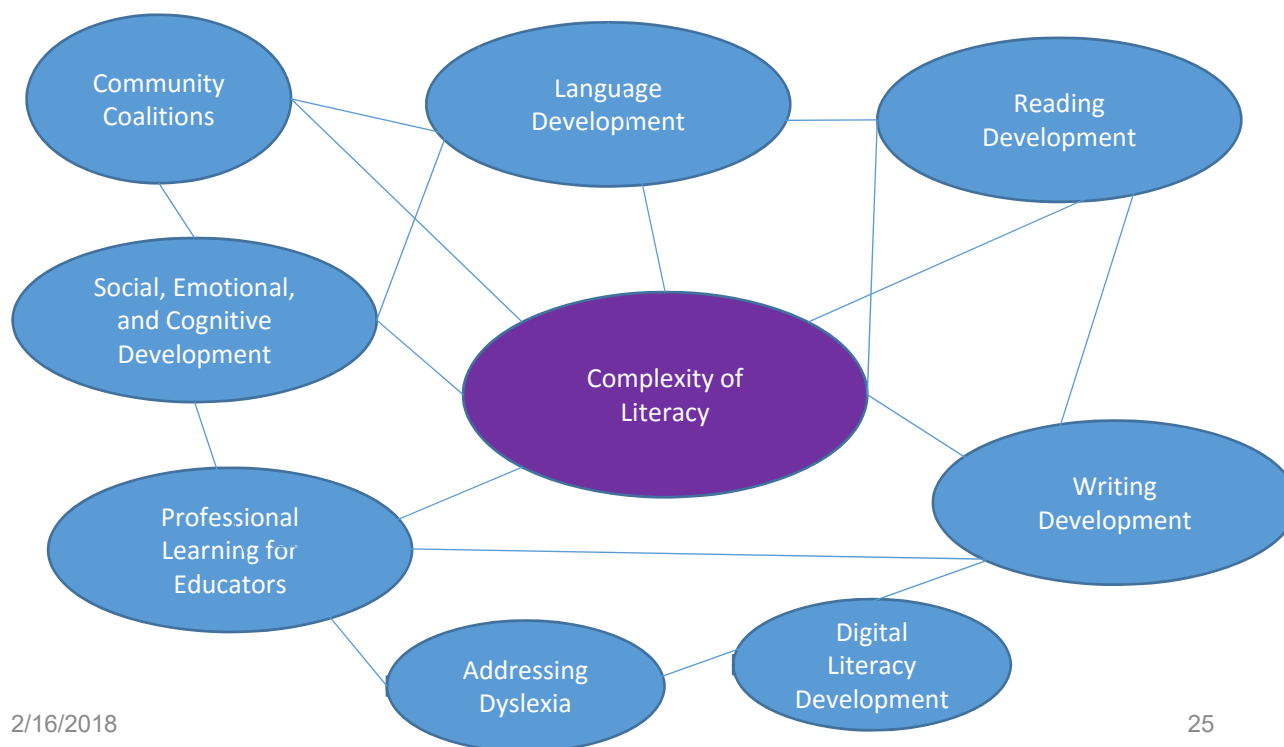 Community
Coalitions
Language
Development
Reading
Development
Social, Emotional,
and Cognitive
Development
Complexity of
Literacy
Professional
Learning for
Educators
Writing
Development
Addressing
Dyslexia
Digital
Literacy
Development
2/16/2018
25